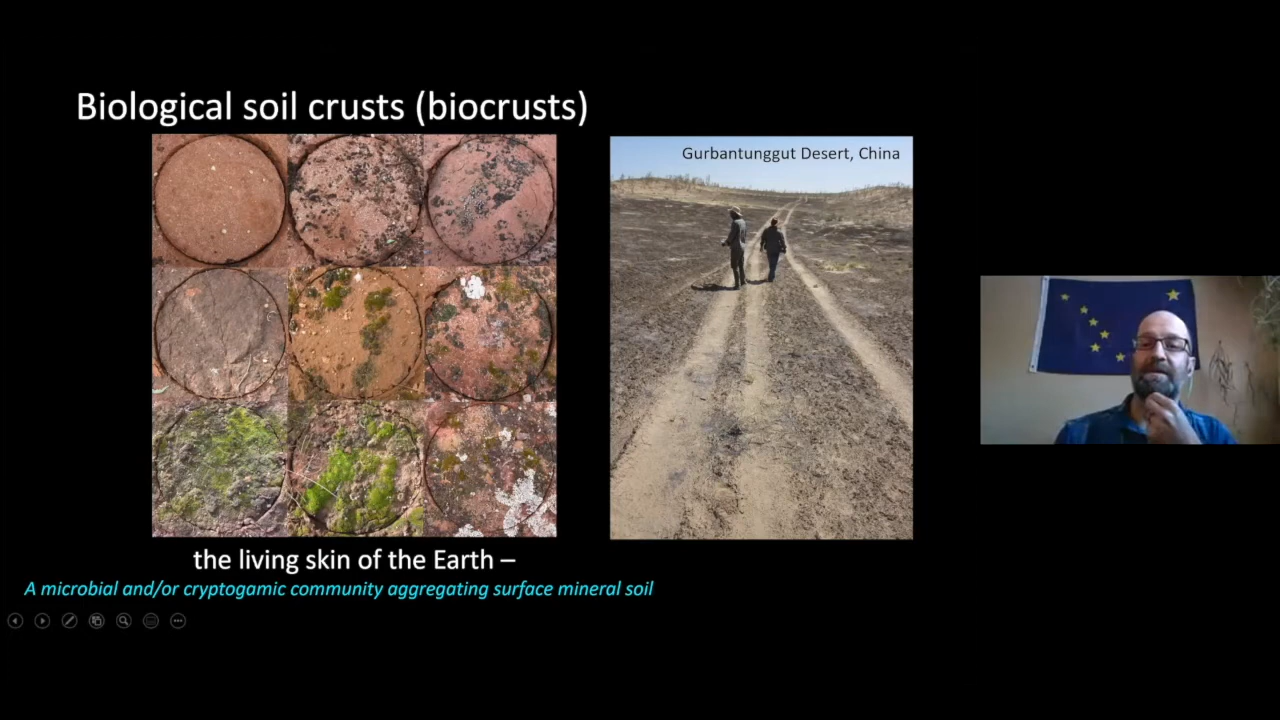 Biological soil crusts (biocrusts)
Gurbantunggut Desert, China
the living skin of the Earth –
A microbial and/or cryptogamic community aggregating surface mineral soil